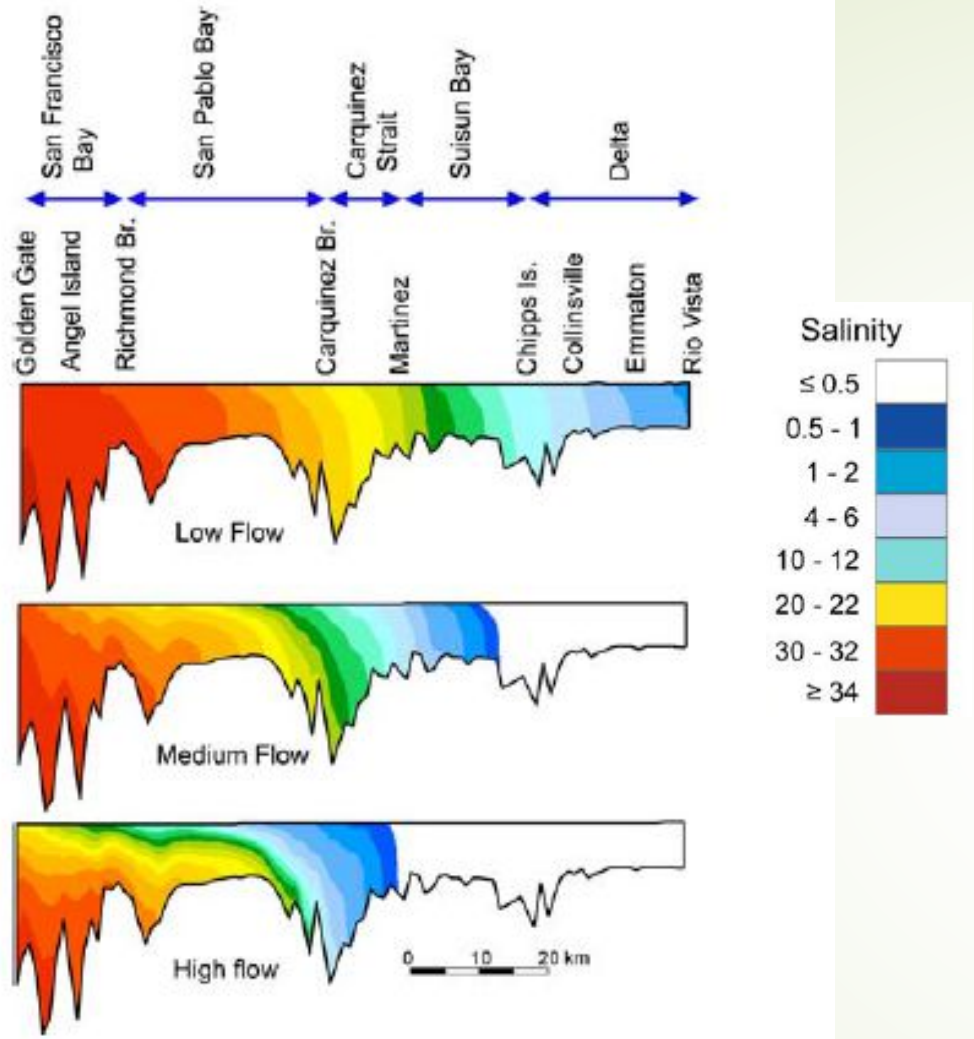 San Francisco
Bay
San Pablo Bay
Carquinez
Strait
Suisun Bay
Delta
Golden Gate
Angel Island
Richmond Br.
Carquinez Br.
Martinez
Chipps Is.
Collinsville
Emmaton
Rio Vista
Salinity
≤ 0.5
0.5 - 1
1 - 2
4 - 6
10 - 12
20 - 22
30 - 32
≥ 34
Low Flow
Medium Flow
High flow
0 10 20 km